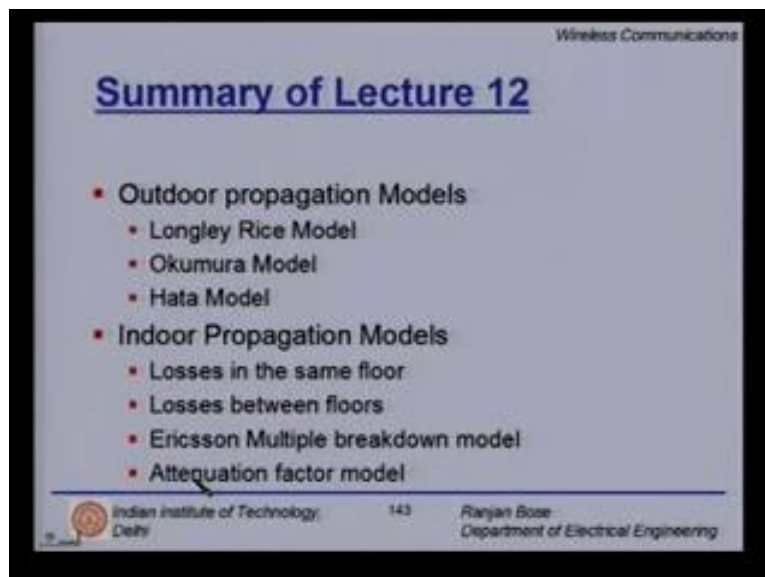 Wireless Communications
Summary of Lecture 12
Outdoor propagation Models
Longley Rice Model
Okumura Model
Hata Model
Indoor Propagation Models
Losses in the same floor
Losses between floors
Ericsson Multiple breakdown model
Attenuation factor model
Indian Institute of Technology, 143 Ranjan Bose
Delhi Department of Electrical Engineering